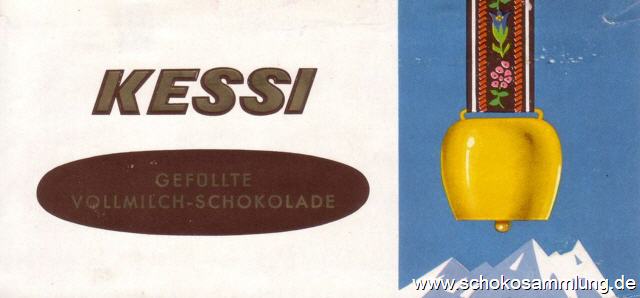 KESSI
GEFÜLLTE
VOLLMILCH-SCHOKOLADE
www.schokosammlung.de